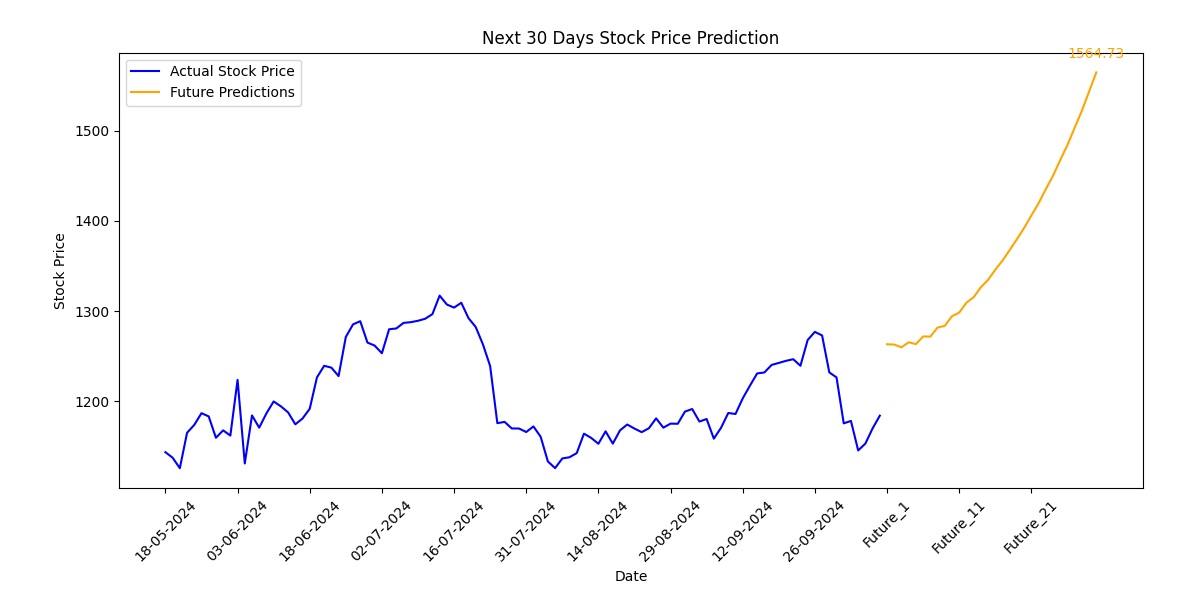 Next 30 Days Stock Price Prediction
1564.73
Actual Stock Price
Future Predictions
1500
1400
1300
1200
Stock Price
18-05-2024
03-06-2024
18-06-2024
02-07-2024
16-07-2024
31-07-2024
14-08-2024
29-08-2024
12-09-2024
26-09-2024
Future_1
Future_11
Future_21
Date